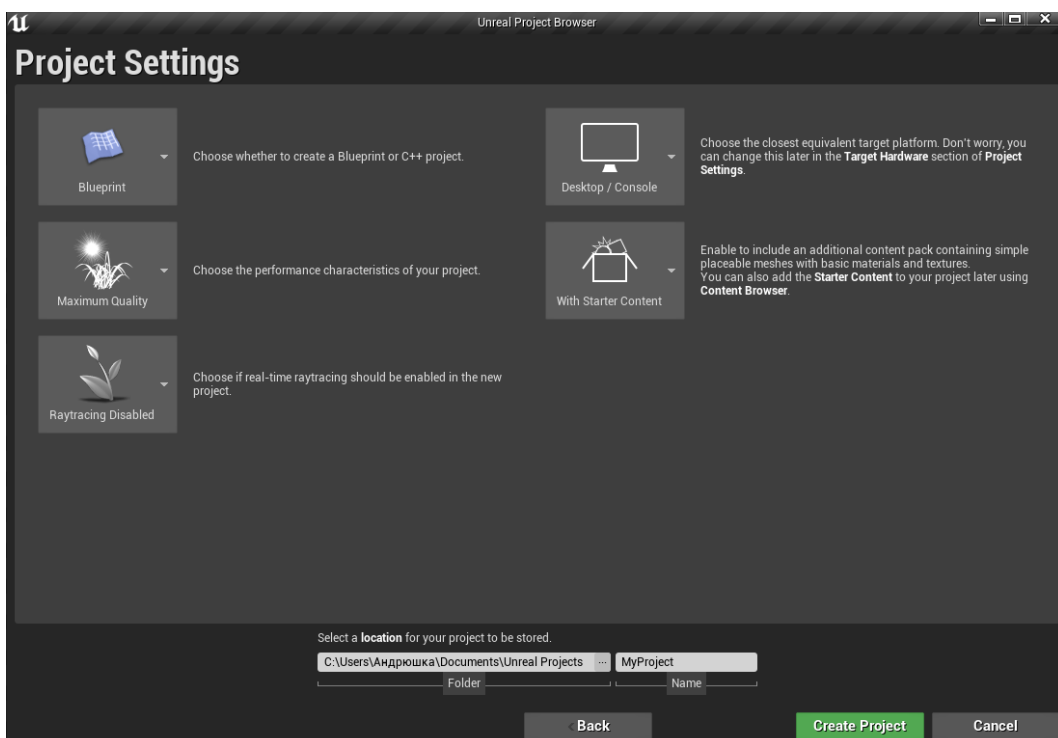 Unreal Project Browser
Project Settings
Blueprint
Choose whether to create a Blueprint or C++ project.
Desktop / Console
Choose the closest equivalent target platform. Don't worry, you
can change this later in the Target Hardware section of Project
Settings.
Maximum Quality
Choose the performance characteristics of your project.
With Starter Content
Enable to include an additional content pack containing simple
placeable meshes with basic materials and textures.
You can also add the Starter Content to your project later using
Content Browser.
Raytracing Disabled
Choose if real-time raytracing should be enabled in the new
project.
Select a location for your project to be stored.
C:\Users\Андрюшка\Documents\Unreal Projects ... MyProject
Folder Name
Back Create Project Cancel